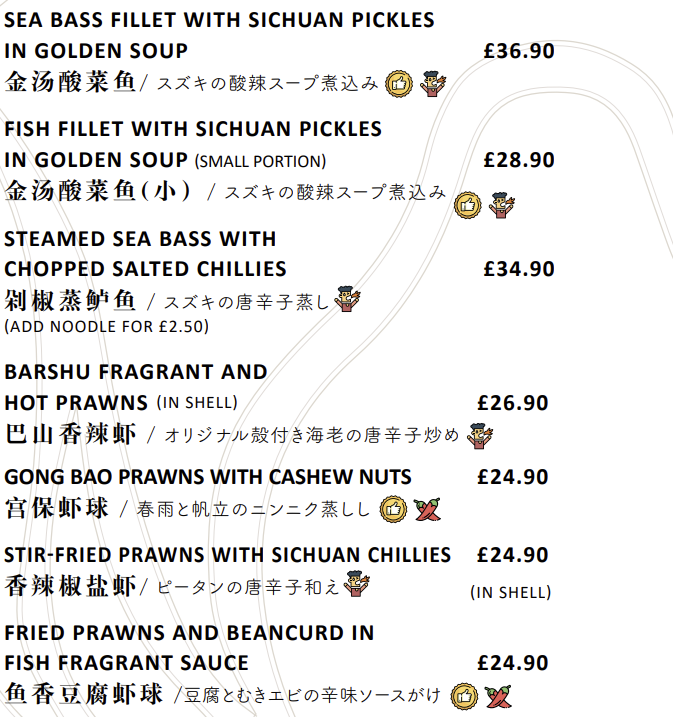 SEA BASS FILLET WITH SICHUAN PICKLES
IN GOLDEN SOUP £36.90
金汤酸菜鱼/ スズキの酸辣スープ煮込み
FISH FILLET WITH SICHUAN PICKLES
IN GOLDEN SOUP (SMALL PORTION) £28.90
金汤酸菜鱼(小) / スズキの酸辣スープ煮込み
STEAMED SEA BASS WITH
CHOPPED SALTED CHILLIES £34.90
剁椒蒸鲈鱼 / スズキの唐辛子蒸し
(ADD NOODLE FOR £2.50)
BARSHU FRAGRANT AND
HOT PRAWNS (IN SHELL) £26.90
巴山香辣虾 / オリジナル殻付き海老の唐辛子炒め
GONG BAO PRAWNS WITH CASHEW NUTS £24.90
宫保虾球 / 春雨と帆立のニンニク蒸しし
STIR-FRIED PRAWNS WITH SICHUAN CHILLIES £24.90
香辣椒盐虾/ ピータンの唐辛子和え (IN SHELL)
FRIED PRAWNS AND BEANCURD IN
FISH FRAGRANT SAUCE £24.90
鱼香豆腐虾球 /豆腐とむきエビの辛味ソースがけ